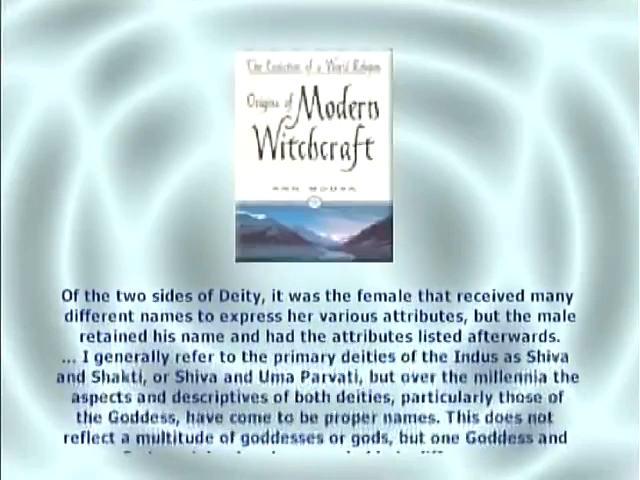 The Evolution of a World Religion
Origins of
Modern
Witchcraft
ANN MOURA
Of the two sides of Deity, it was the female that received many
different names to express her various attributes, but the male
retained his name and had the attributes listed afterwards.
... I generally refer to the primary deities of the Indus as Shiva
and Shakti, or Shiva and Uma Parvati, but over the millennia the
aspects and descriptives of both deities, particularly those of
the Goddess, have come to be proper names. This does not
reflect a multitude of goddesses or gods, but one Goddess and